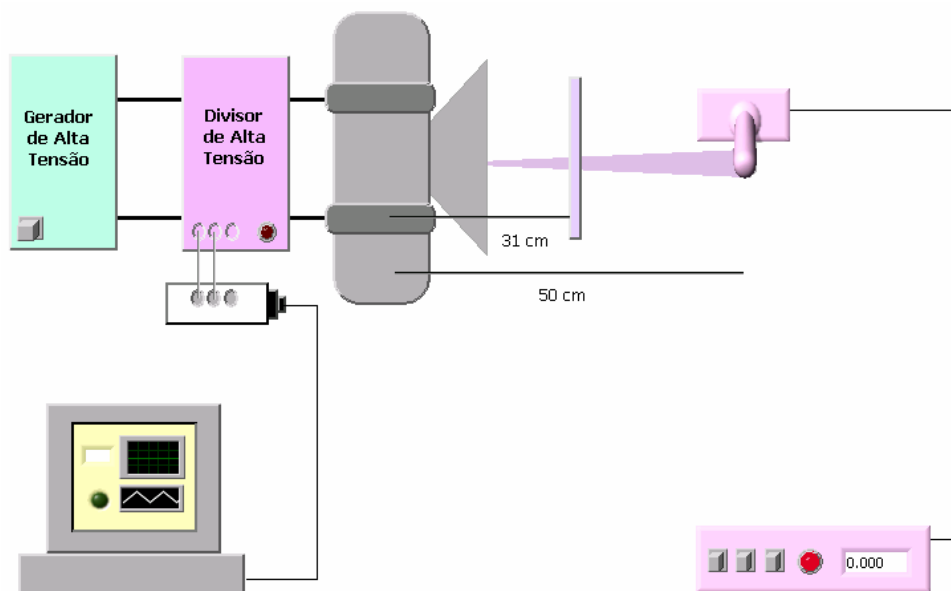 Gerador
de Alta
Tensão
Divisor
de Alta
Tensão
31 cm
50 cm
0.000